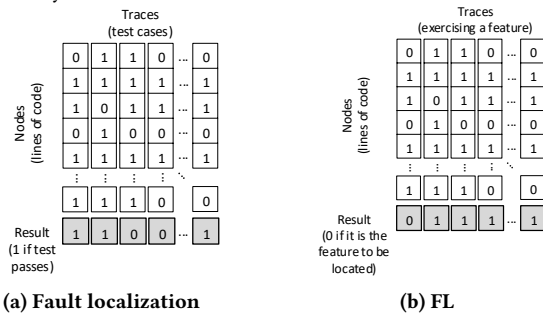 Traces
(test cases)
Nodes
(lines of code)
0 1 1 0 ... 0
1 1 1 1 ... 1
1 0 1 1 ... 1
0 1 0 0 ... 0
1 1 1 1 ... 1
1 1 1 0 0
Result
(1 if test
passes)
1 1 0 0 ... 1
(a) Fault localization
Traces
(exercising a feature)
Nodes
(lines of code)
0 1 1 0 ... 0
1 1 1 1 ... 1
1 0 1 1 ... 1
0 1 0 0 ... 0
1 1 1 1 ... 1
1 1 1 0 0
Result
(0 if it is the
feature to be
located)
0 1 1 1 ... 1
(b) FL